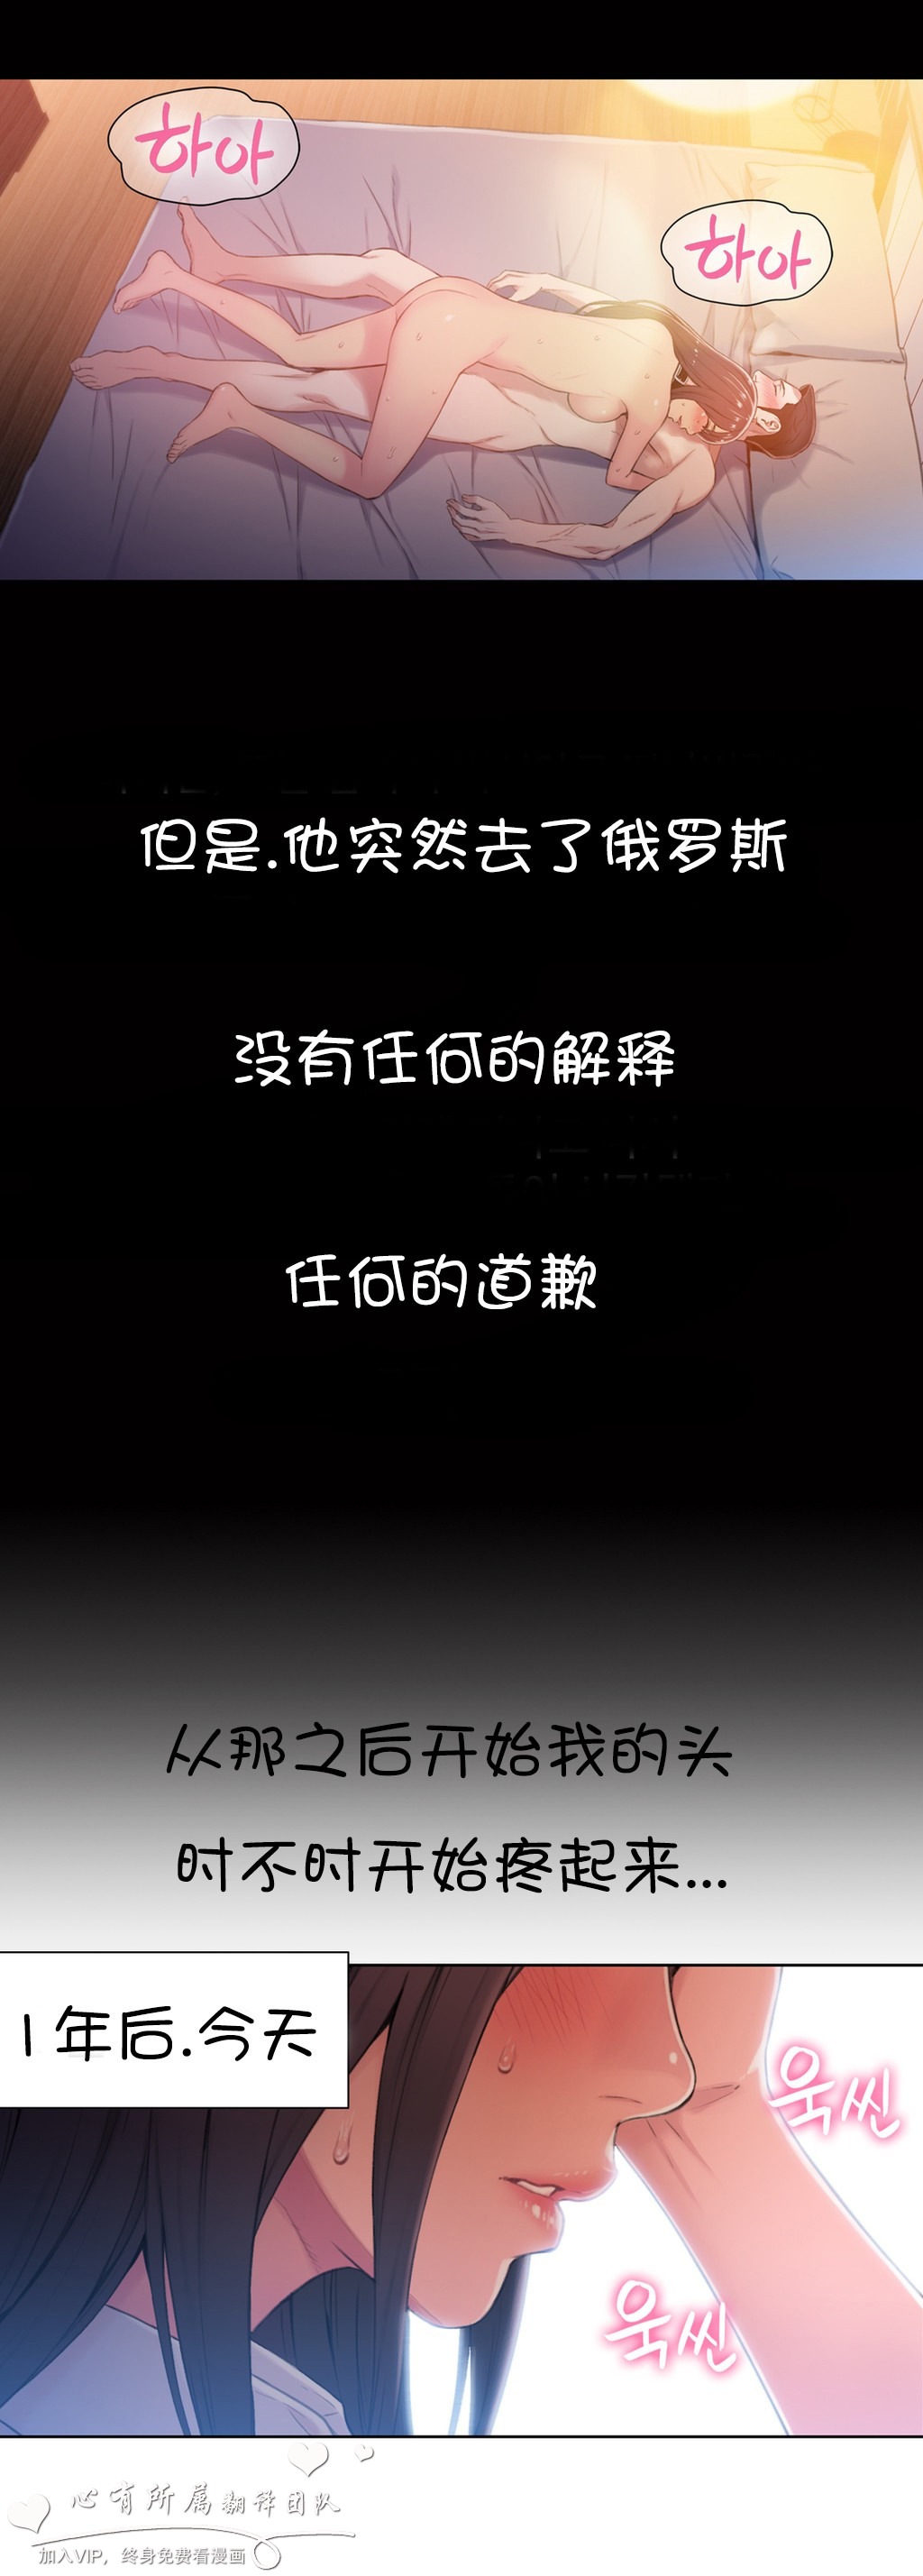 하아
하아
但是.他突然去了俄罗斯
没有任何的解释
任何的道歉
从那之后开始我的头
时不时开始疼起来...
1年后.今天
욱씬
욱씬
心有所属翻译团队
加入VIP，终身免费看漫画